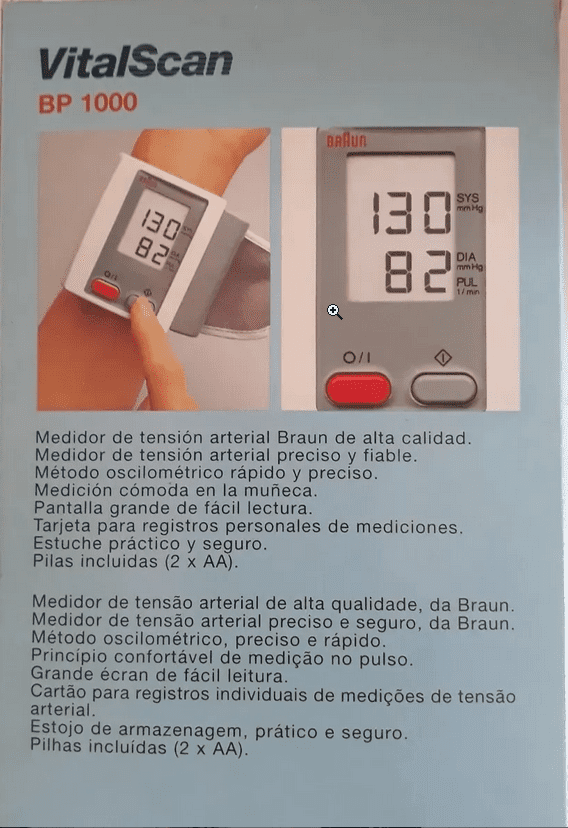 VitalScan
BP 1000
BRAUN
130 SYS mmHg
82 DIA mmHg
PUL 1/min
O/I
130
82
O/I
Medidor de tensión arterial Braun de alta calidad.
Medidor de tensión arterial preciso y fiable.
Método oscilométrico rápido y preciso.
Medición cómoda en la muñeca.
Pantalla grande de fácil lectura.
Tarjeta para registros personales de mediciones.
Estuche práctico y seguro.
Pilas incluidas (2 x AA).
Medidor de tensão arterial de alta qualidade, da Braun.
Medidor de tensão arterial preciso e seguro, da Braun.
Método oscilométrico, preciso e rápido.
Princípio confortável de medição no pulso.
Grande écran de fácil leitura.
Cartão para registros individuais de medições de tensão
arterial.
Estojo de armazenagem, prático e seguro.
Pilhas incluídas (2 x AA).